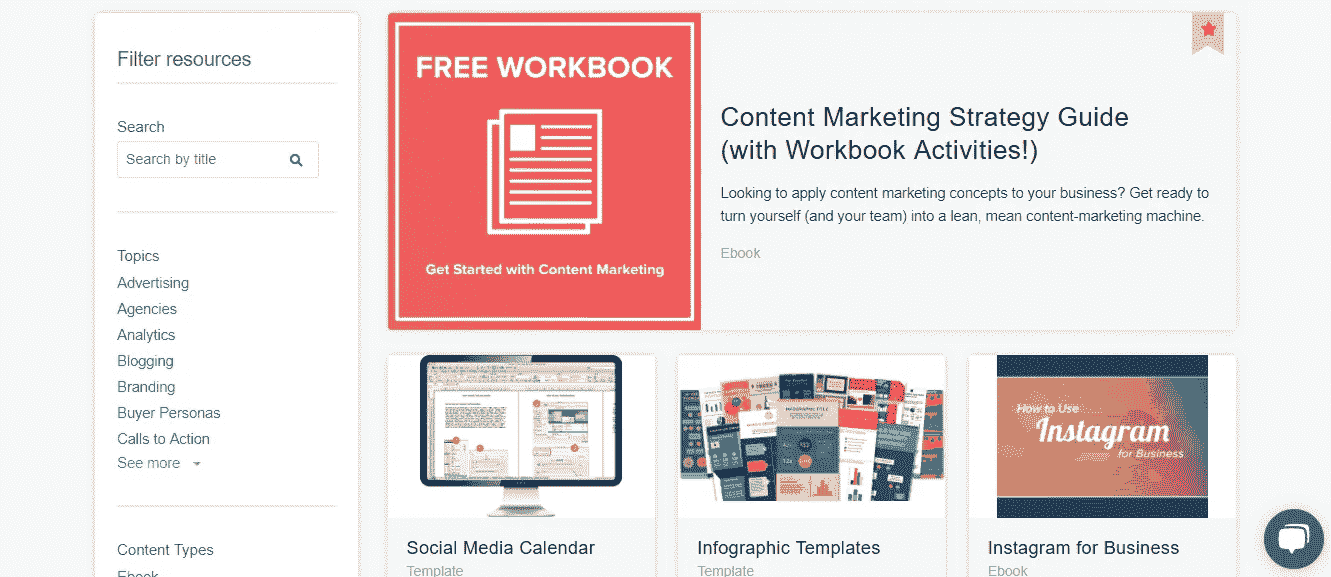 Filter resources
Search
Search by title
Topics
Advertising
Agencies
Analytics
Blogging
Branding
Buyer Personas
Calls to Action
See more
Content Types
Ebook
FREE WORKBOOK
Get Started with Content Marketing
Content Marketing Strategy Guide
(with Workbook Activities!)
Looking to apply content marketing concepts to your business? Get ready to
turn yourself (and your team) into a lean, mean content-marketing machine.
Ebook
Social Media Calendar
Template
INFOGRAPHIC TITLE
Infographic Templates
Template
How to Use
Instagram
for Business
Instagram for Business
Ebook